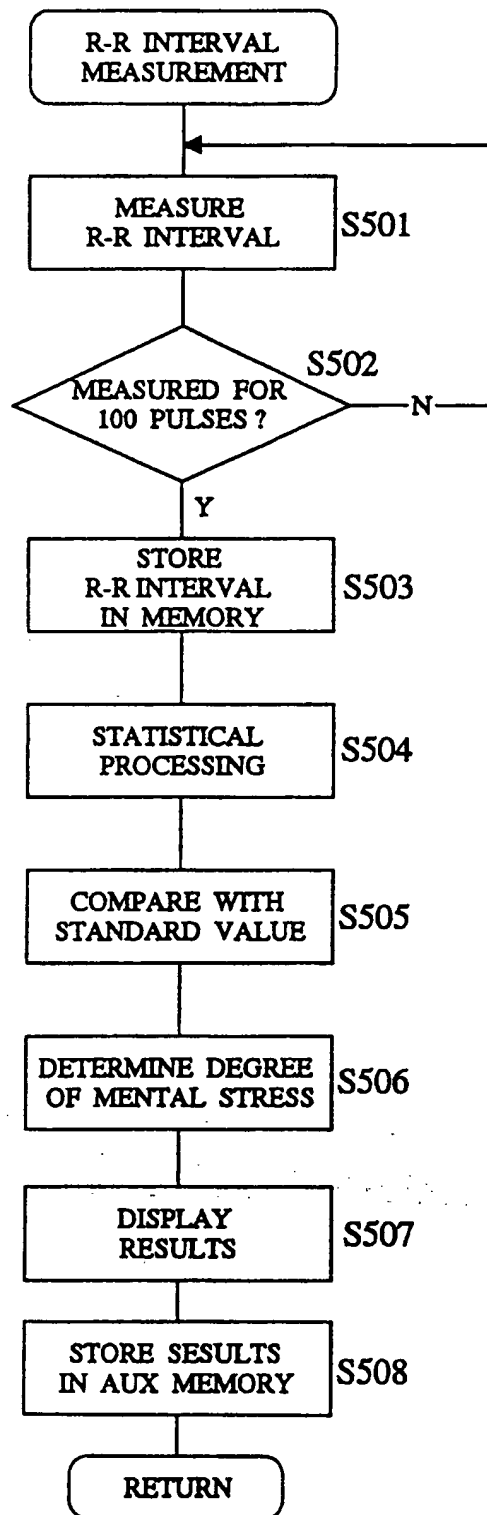 R-R INTERVAL
MEASUREMENT
MEASURE
R-R INTERVAL
S501
S502
MEASURED FOR
100 PULSES ?
N
Y
STORE
R-R INTERVAL
IN MEMORY
S503
STATISTICAL
PROCESSING
S504
COMPARE WITH
STANDARD VALUE
S505
DETERMINE DEGREE
OF MENTAL STRESS
S506
DISPLAY
RESULTS
S507
STORE SESULTS
IN AUX MEMORY
S508
RETURN